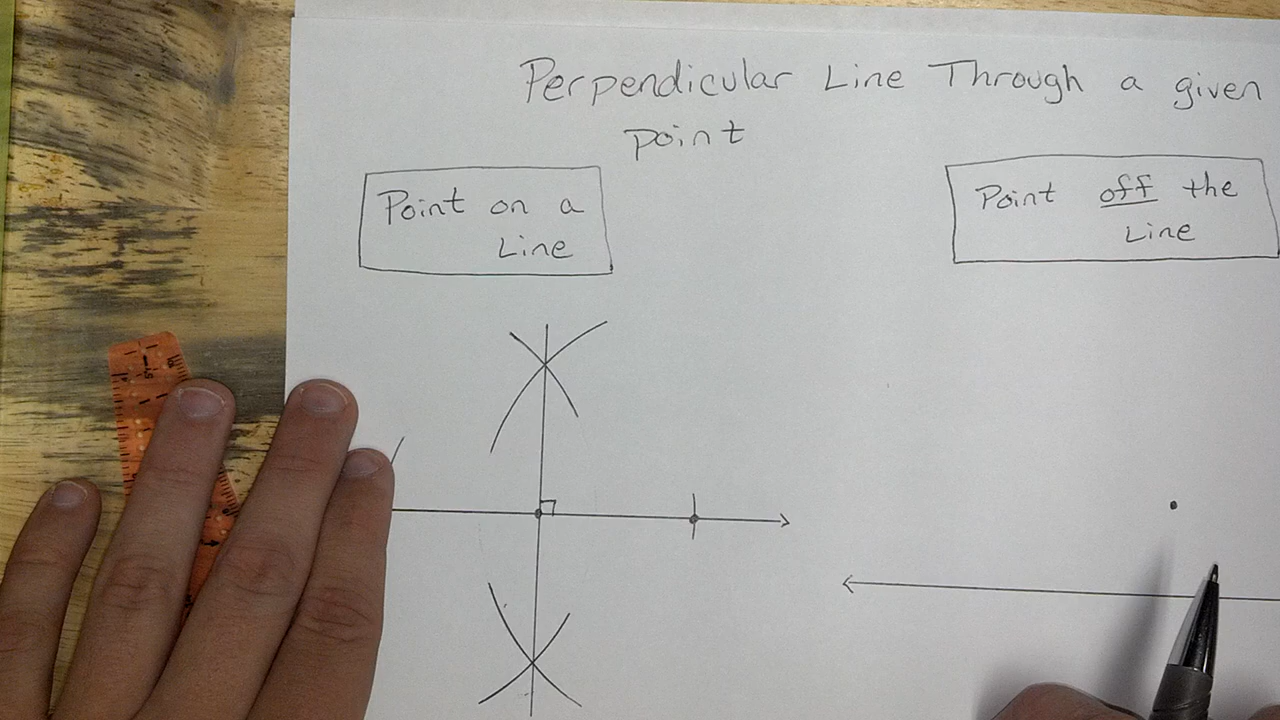 Perpendicular Line Through a given
point
Point on a
Line
Point off the
Line